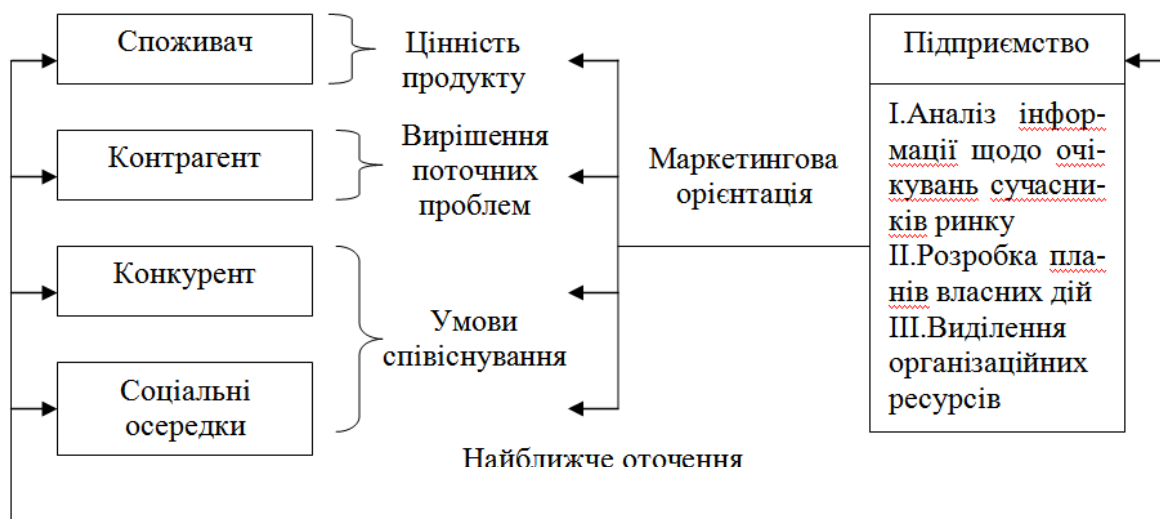 Споживач
Цінність
продукту
Контрагент
Вирішення
поточних
проблем
Конкурент
Соціальні
осередки
Умови
співіснування
Найближче оточення
Маркетингова
орієнтація
Підприємство
І.Аналіз інфор-
мації щодо очі-
кувань сучасни-
ків ринку
ІІ.Розробка пла-
нів власних дій
ІІІ.Виділення
організаційних
ресурсів